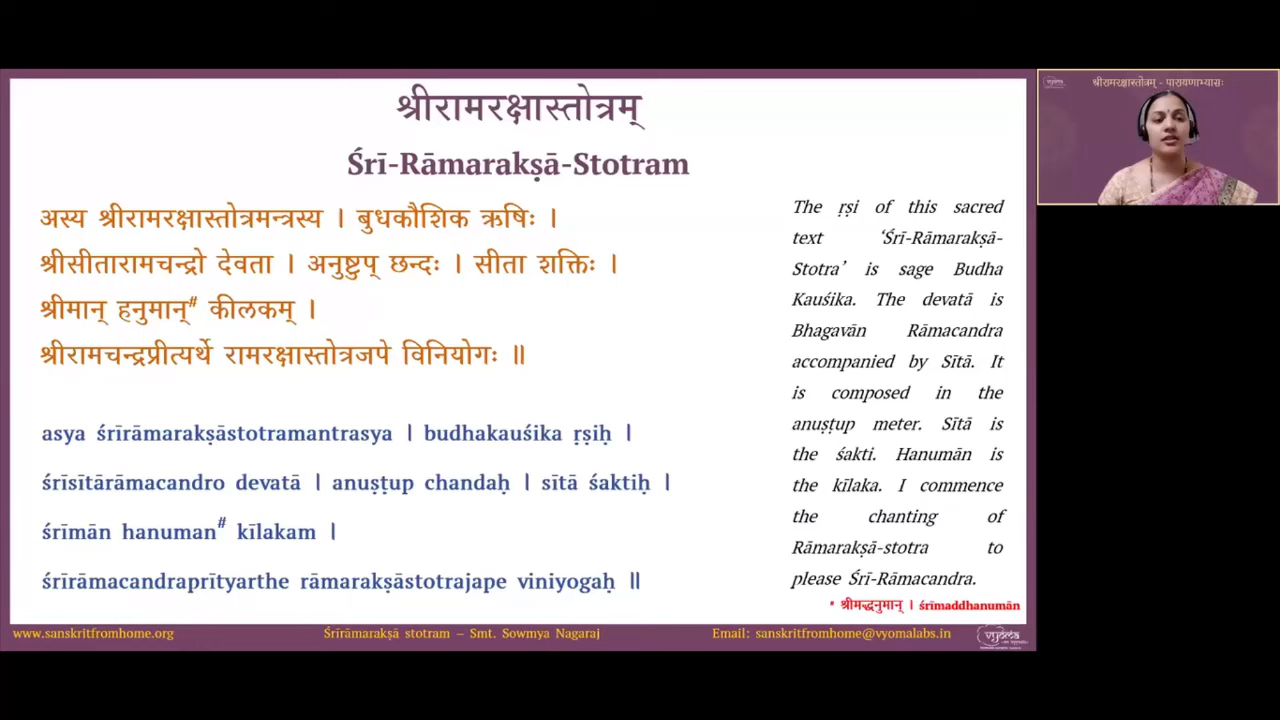 श्रीरामरक्षास्तोत्रम्
Śrī-Rāmarakṣā-Stotram
अस्य श्रीरामरक्षास्तोत्रमन्त्रस्य । बुधकौशिक ऋषिः ।
श्रीसीतारामचन्द्रो देवता । अनुष्टुप् छन्दः । सीता शक्तिः ।
श्रीमान् हनुमान्# कीलकम् ।
श्रीरामचन्द्रप्रीत्यर्थे रामरक्षास्तोत्रजपे विनियोगः ॥
asya śrīrāmarakṣāstotramantrasya | budhakauśika ṛṣiḥ |
śrīsītārāmacandro devatā | anuṣṭup chandaḥ | sītā śaktiḥ |
śrīmān hanuman# kīlakam |
śrīrāmacandraprītyarthe rāmarakṣāstotrajape viniyogaḥ ||
The ṛṣi of this sacred
text ‘Śrī-Rāmarakṣā-
Stotra’ is sage Budha
Kauśika. The devatā is
Bhagavān Rāmacandra
accompanied by Sītā. It
is composed in the
anuṣṭup meter. Sītā is
the śakti. Hanumān is
the kīlaka. I commence
the chanting of
Rāmarakṣā-stotra to
please Śrī-Rāmacandra.
* श्रीमद्धनुमान् । śrīmaddhanumān
www.sanskritfromhome.org
Śrīrāmarakṣā stotram – Smt. Sowmya Nagaraj
Email: sanskritfromhome@vyomalabs.in
vyoma
श्रीरामरक्षास्तोत्रम् - पारायणाभ्यासः